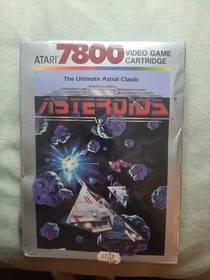 ATARI 7800 VIDEO GAME
CARTRIDGE
The Ultimate Astral Classic
ASTEROIDS